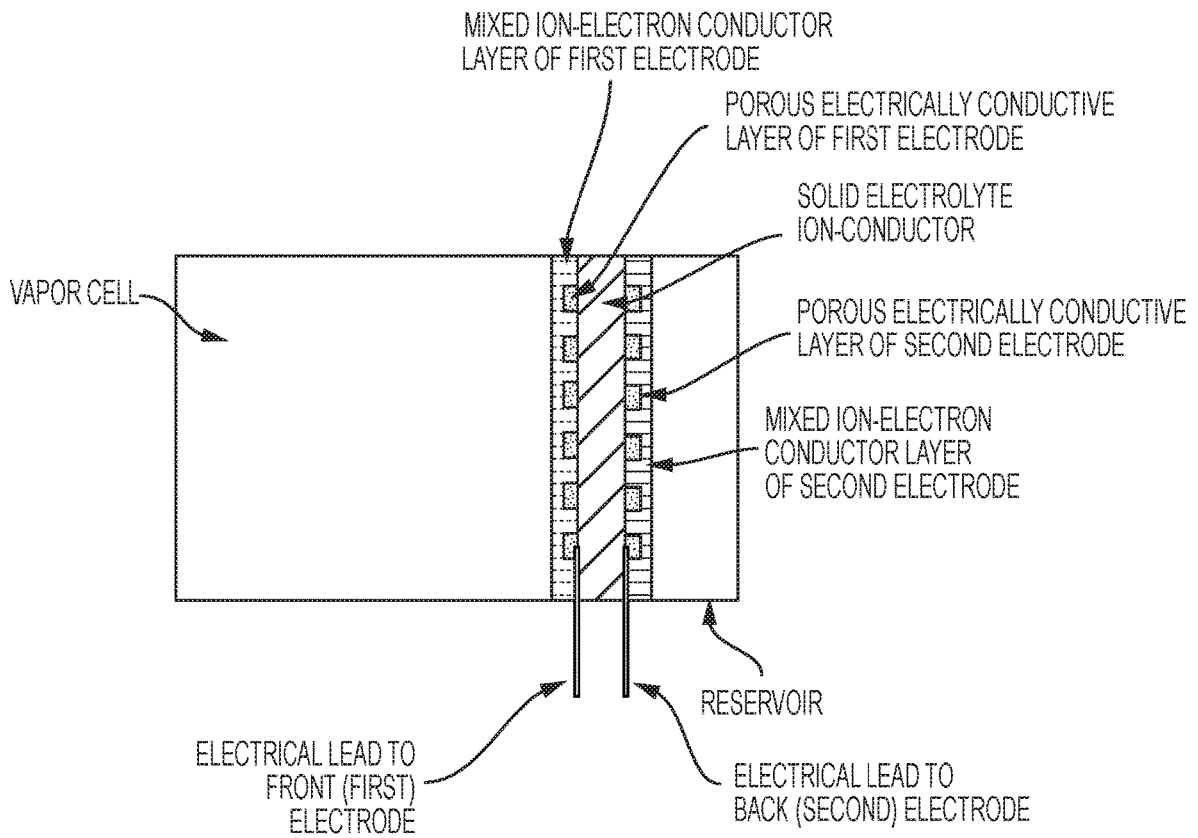 MIXED ION-ELECTRON CONDUCTOR
LAYER OF FIRST ELECTRODE
POROUS ELECTRICALLY CONDUCTIVE
LAYER OF FIRST ELECTRODE
SOLID ELECTROLYTE
ION-CONDUCTOR
VAPOR CELL
POROUS ELECTRICALLY CONDUCTIVE
LAYER OF SECOND ELECTRODE
MIXED ION-ELECTRON
CONDUCTOR LAYER
OF SECOND ELECTRODE
RESERVOIR
ELECTRICAL LEAD TO
FRONT (FIRST)
ELECTRODE
ELECTRICAL LEAD TO
BACK (SECOND) ELECTRODE